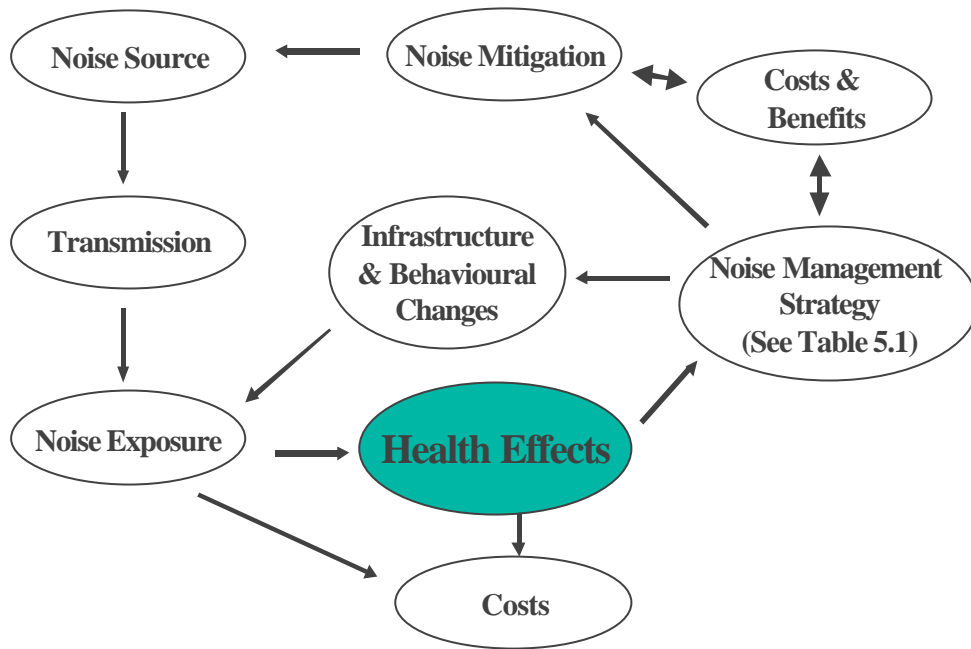 Noise Source
Noise Mitigation
Costs &
Benefits
Transmission
Infrastructure
& Behavioural
Changes
Noise Management
Strategy
(See Table 5.1)
Noise Exposure
Health Effects
Costs